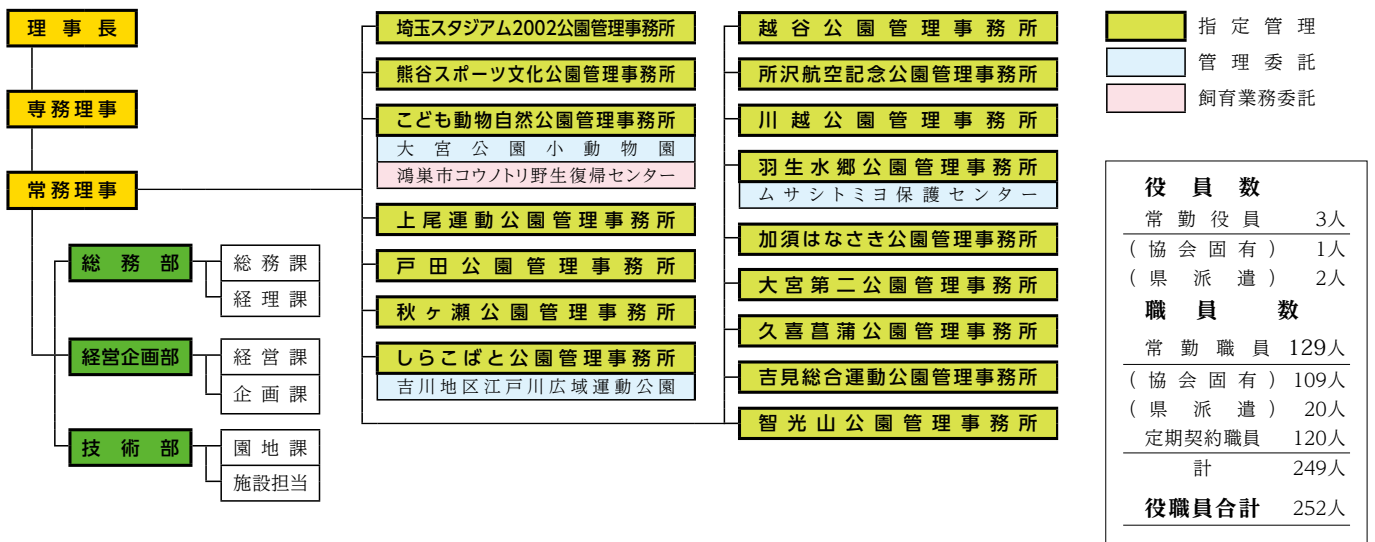 理事長
専務理事
常務理事
総務部
総務課
経理課
経営企画部
経営課
企画課
技術部
園地課
施設担当
埼玉スタジアム2002公園管理事務所
熊谷スポーツ文化公園管理事務所
こども動物自然公園管理事務所
大宮公園小動物園
鴻巣市コウノトリ野生復帰センター
上尾運動公園管理事務所
戸田公園管理事務所
秋ヶ瀬公園管理事務所
しらこばと公園管理事務所
吉川地区江戸川広域運動公園
越谷公園管理事務所
所沢航空記念公園管理事務所
川越公園管理事務所
羽生水郷公園管理事務所
ムサシトミヨ保護センター
加須はなさき公園管理事務所
大宮第二公園管理事務所
久喜菖蒲公園管理事務所
吉見総合運動公園管理事務所
智光山公園管理事務所
指定管理
管理委託
飼育業務委託
役員数
常勤役員 3人
(協会固有) 1人
(県派遣) 2人
職員数
常勤職員 129人
(協会固有) 109人
(県派遣) 20人
定期契約職員 120人
計 249人
役職員合計 252人